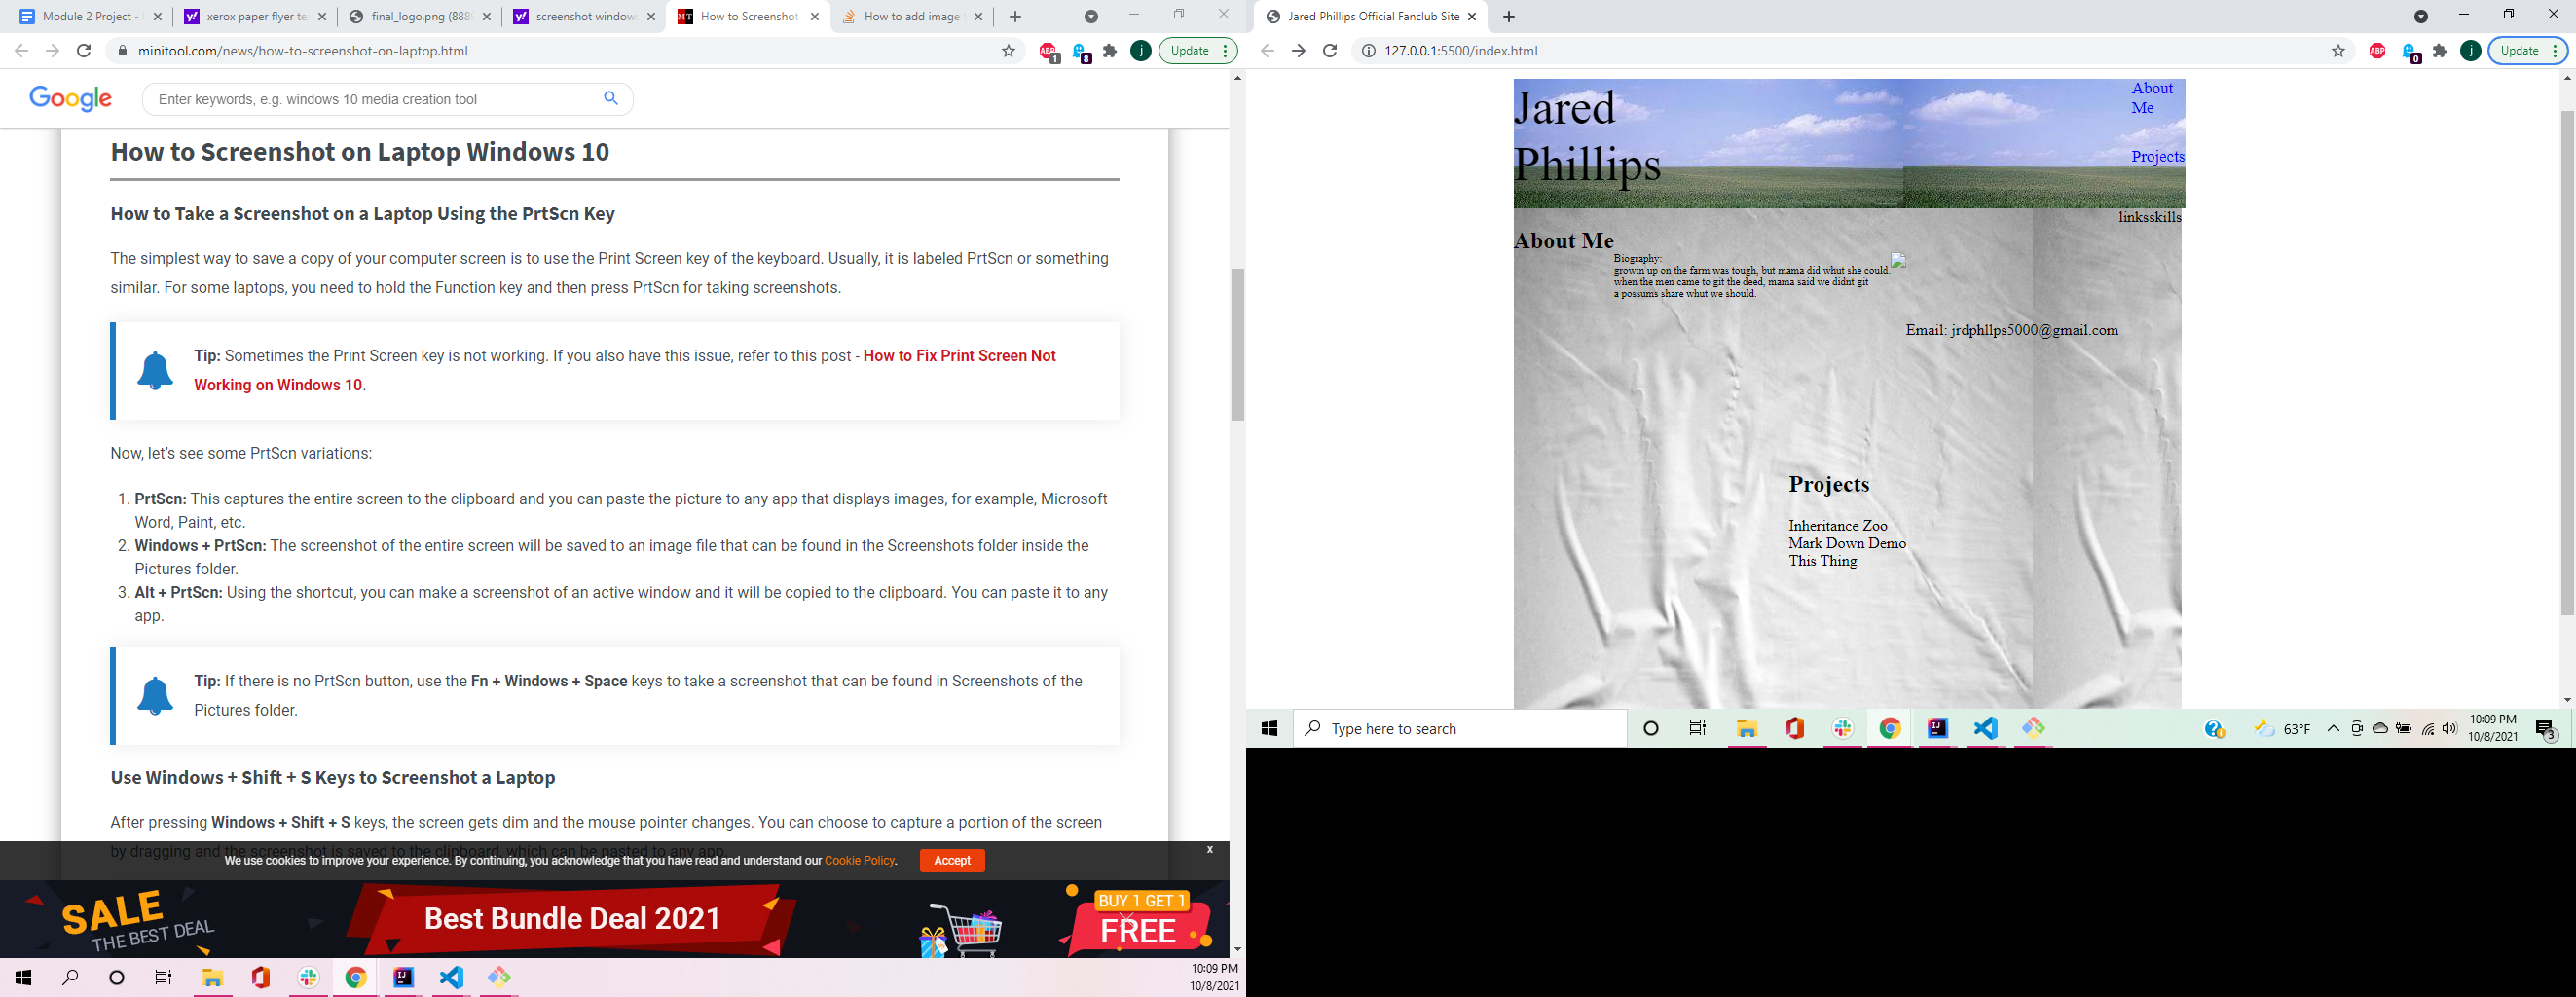 Module 2 Project -
xerox paper flyer te
final_logo.png (888
screenshot window
How to Screenshot
How to add image
minitool.com/news/how-to-screenshot-on-laptop.html
ABP
1
8
j
Update
Google
Enter keywords, e.g. windows 10 media creation tool
How to Screenshot on Laptop Windows 10
How to Take a Screenshot on a Laptop Using the PrtScn Key
The simplest way to save a copy of your computer screen is to use the Print Screen key of the keyboard. Usually, it is labeled PrtScn or something
similar. For some laptops, you need to hold the Function key and then press PrtScn for taking screenshots.
Tip: Sometimes the Print Screen key is not working. If you also have this issue, refer to this post - How to Fix Print Screen Not
Working on Windows 10.
Now, let's see some PrtScn variations:
1. PrtScn: This captures the entire screen to the clipboard and you can paste the picture to any app that displays images, for example, Microsoft
Word, Paint, etc.
2. Windows + PrtScn: The screenshot of the entire screen will be saved to an image file that can be found in the Screenshots folder inside the
Pictures folder.
3. Alt + PrtScn: Using the shortcut, you can make a screenshot of an active window and it will be copied to the clipboard. You can paste it to any
app.
Tip: If there is no PrtScn button, use the Fn + Windows + Space keys to take a screenshot that can be found in Screenshots of the
Pictures folder.
Use Windows + Shift + S Keys to Screenshot a Laptop
After pressing Windows + Shift + S keys, the screen gets dim and the mouse pointer changes. You can choose to capture a portion of the screen
by dragging and the screenshot is saved to the clipboard, which can be pasted to any app.
We use cookies to improve your experience. By continuing, you acknowledge that you have read and understand our Cookie Policy.
Accept
x
SALE
THE BEST DEAL
Best Bundle Deal 2021
BUY 1 GET 1
FREE
10:09 PM
10/8/2021
Jared Phillips Official Fanclub Site
127.0.0.1:5500/index.html
ABP
0
j
Update
Jared
Phillips
About
Me
Projects
linksskills
About Me
Biography:
growin up on the farm was tough, but mama did whut she could.
when the men came to git the deed, mama said we didnt git
a possums share whut we should.
Email: jrdphllps5000@gmail.com
Projects
Inheritance Zoo
Mark Down Demo
This Thing
Type here to search
63°F
10:09 PM
10/8/2021
3